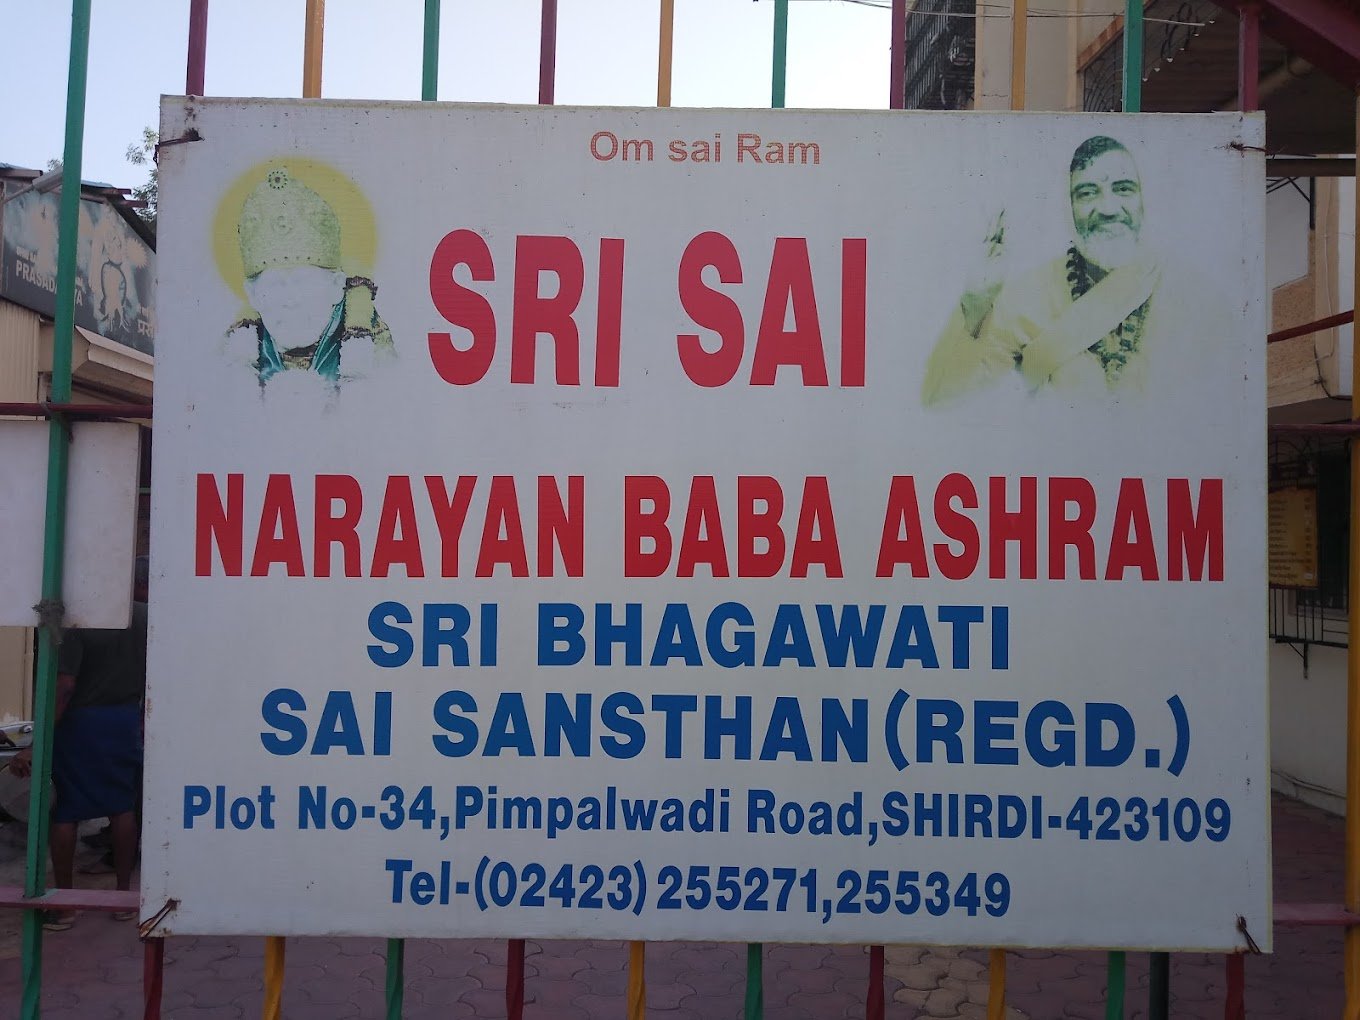 Om sai Ram
SRI SAI
NARAYAN BABA ASHRAM
SRI BHAGAWATI
SAI SANSTHAN (REGD.)
Plot No-34,Pimpalwadi Road,SHIRDI-423109
Tel-(02423) 255271,255349